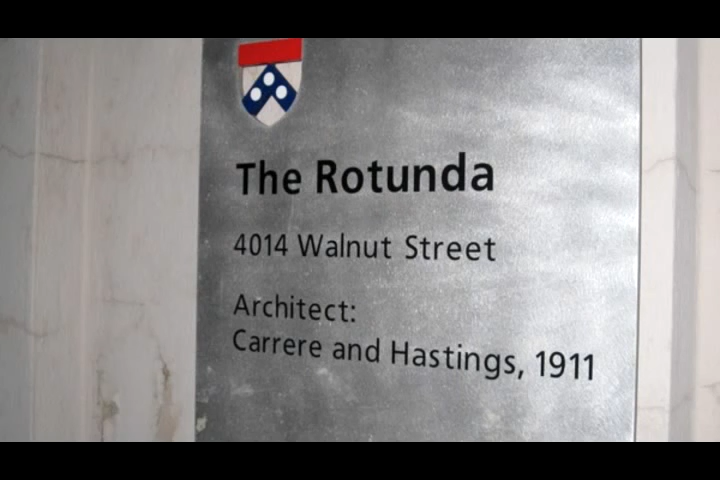 The Rotunda
4014 Walnut Street
Architect:
Carrere and Hastings, 1911